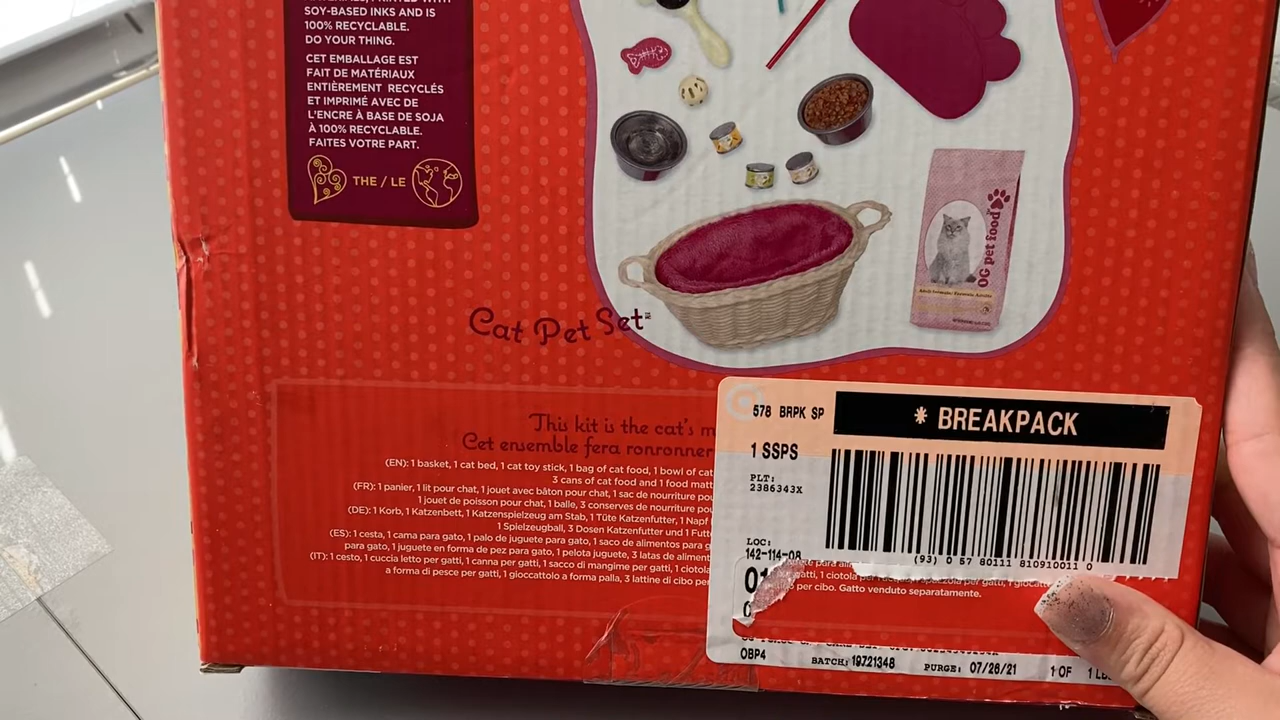 SOY-BASED INKS AND IS
100% RECYCLABLE.
DO YOUR THING.
CET EMBALLAGE EST
FAIT DE MATÉRIAUX
ENTIÈREMENT RECYCLÉS
ET IMPRIMÉ AVEC DE
L'ENCRE À BASE DE SOJA
À 100% RECYCLABLE.
FAITES VOTRE PART.
THE / LE
OG pet food
Cat Pet Set™
This kit is the cat's m
Cet ensemble fera ronronner
(EN): 1 basket, 1 cat bed, 1 cat toy stick, 1 bag of cat food, 1 bowl of cat
3 cans of cat food and 1 food matt
(FR): 1 panier, 1 lit pour chat, 1 jouet avec bâton pour chat, 1 sac de nourriture pou
1 jouet de poisson pour chat, 1 balle, 3 conserves de nourriture pou
(DE): 1 Korb, 1 Katzenbett, 1 Katzenspielzeug am Stab, 1 Tüte Katzenfutter, 1 Napf
1 Spielzeugball, 3 Dosen Katzenfutter und 1 Futte
(ES): 1 cesta, 1 cama para gato, 1 palo de juguete para gato, 1 saco de alimentos para g
para gato, 1 juguete en forma de pez para gato, 1 pelota juguete, 3 latas de aliment
(IT): 1 cesto, 1 cuccia letto per gatti, 1 canna per gatti, 1 sacco di mangime per gatti, 1 ciotola
a forma di pesce per gatti, 1 gioccattolo a forma palla, 3 lattine di cibo per
578 BRPK SP
* BREAKPACK
1 SSPS
PLT:
2386343X
LOC:
142-114-08
(93) 0 57 80111 810910011 0
gatti, 1 ciotola per
per gatti, 1
per cibo. Gatto venduto separatamente.
OBP4 BATCH: 19721348 PURGE: 07/26/21 1 OF 1